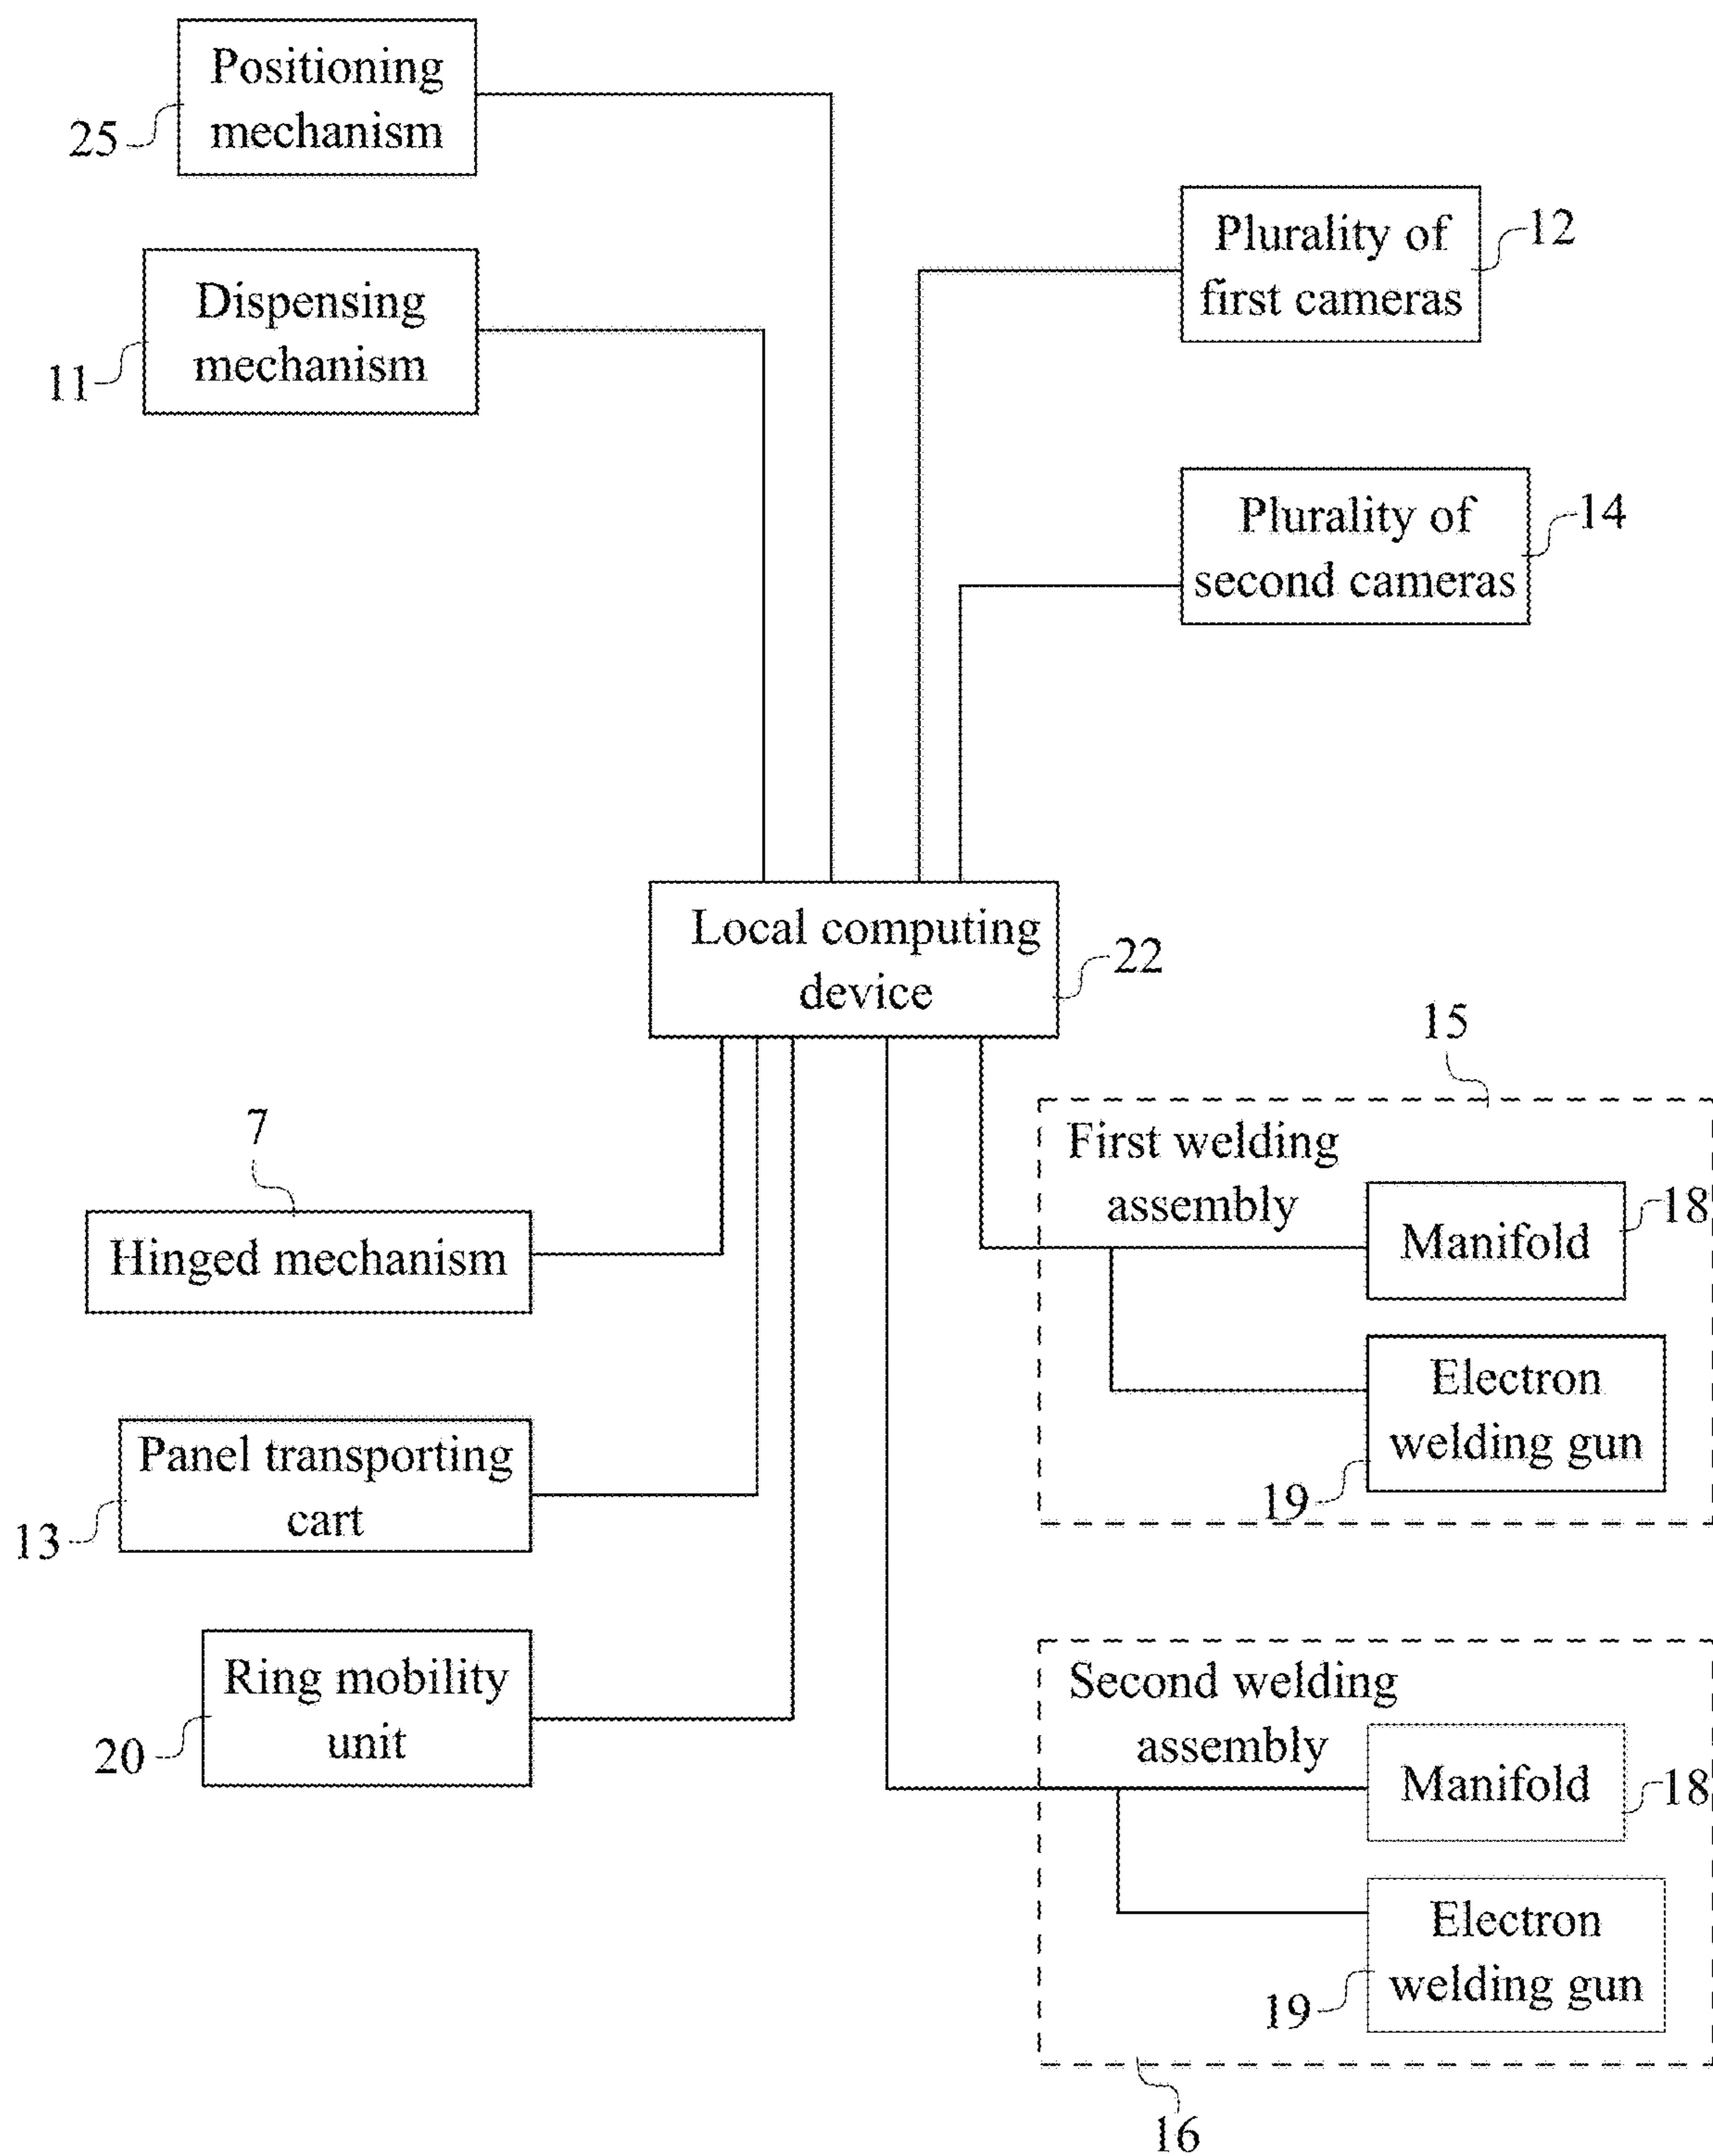 Positioning
mechanism
25
Dispensing
mechanism
11
Plurality of
first cameras
12
Plurality of
second cameras
14
Local computing
device
22
7
Hinged mechanism
Panel transporting
cart
13
Ring mobility
unit
20
15
First welding
assembly
Manifold
18
Electron
welding gun
19
Second welding
assembly
Manifold
18
Electron
welding gun
19
16